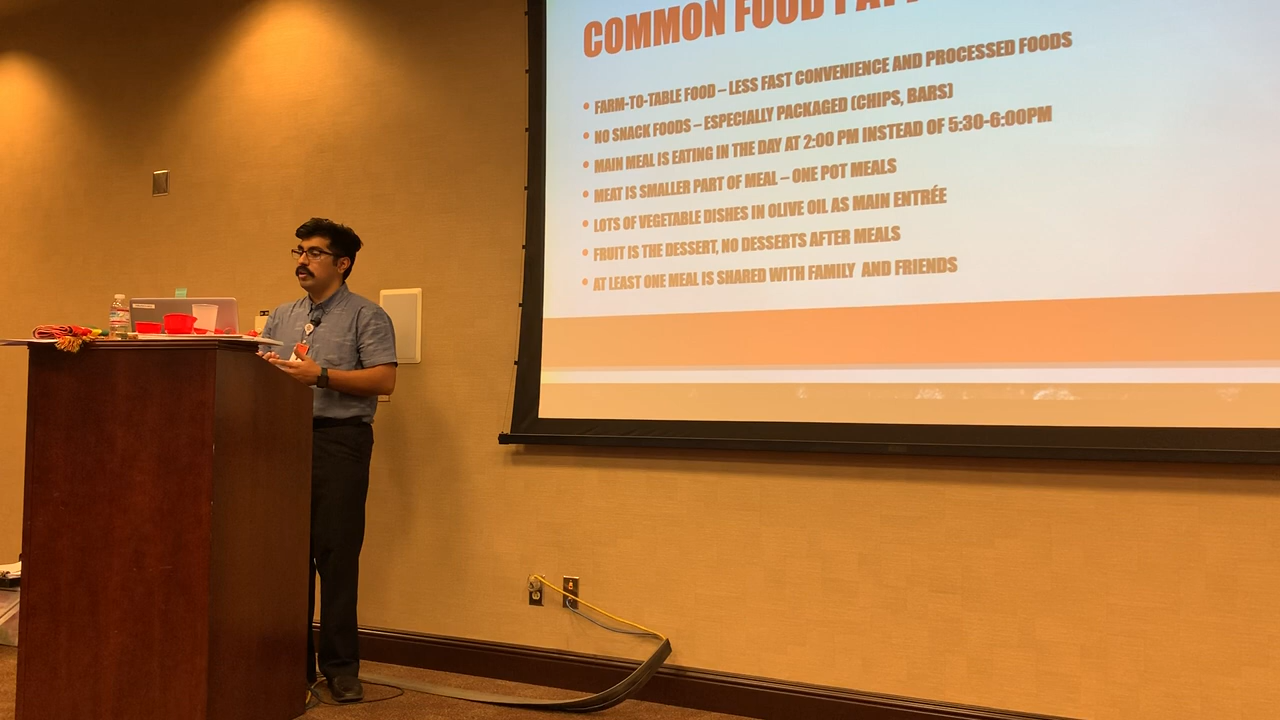 COMMON FOOD
• FARM-TO-TABLE FOOD – LESS FAST CONVENIENCE AND PROCESSED FOODS
• NO SNACK FOODS – ESPECIALLY PACKAGED (CHIPS, BARS)
• MAIN MEAL IS EATING IN THE DAY AT 2:00 PM INSTEAD OF 5:30-6:00PM
• MEAT IS SMALLER PART OF MEAL – ONE POT MEALS
• LOTS OF VEGETABLE DISHES IN OLIVE OIL AS MAIN ENTRÉE
• FRUIT IS THE DESSERT, NO DESSERTS AFTER MEALS
• AT LEAST ONE MEAL IS SHARED WITH FAMILY AND FRIENDS